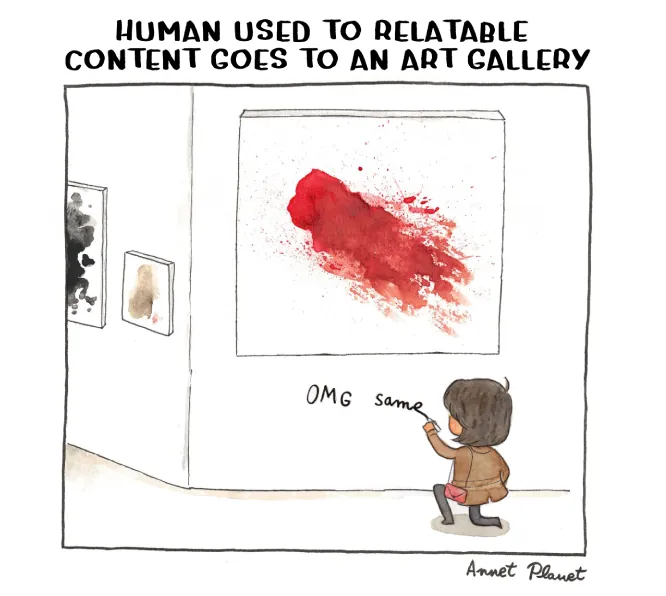 HUMAN USED TO RELATABLE
CONTENT GOES TO AN ART GALLERY
OMG same
Annet Planet